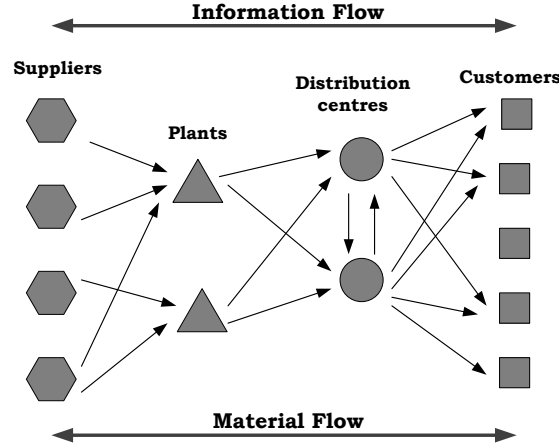 Information Flow
Suppliers
Plants
Distribution
centres
Customers
Material Flow